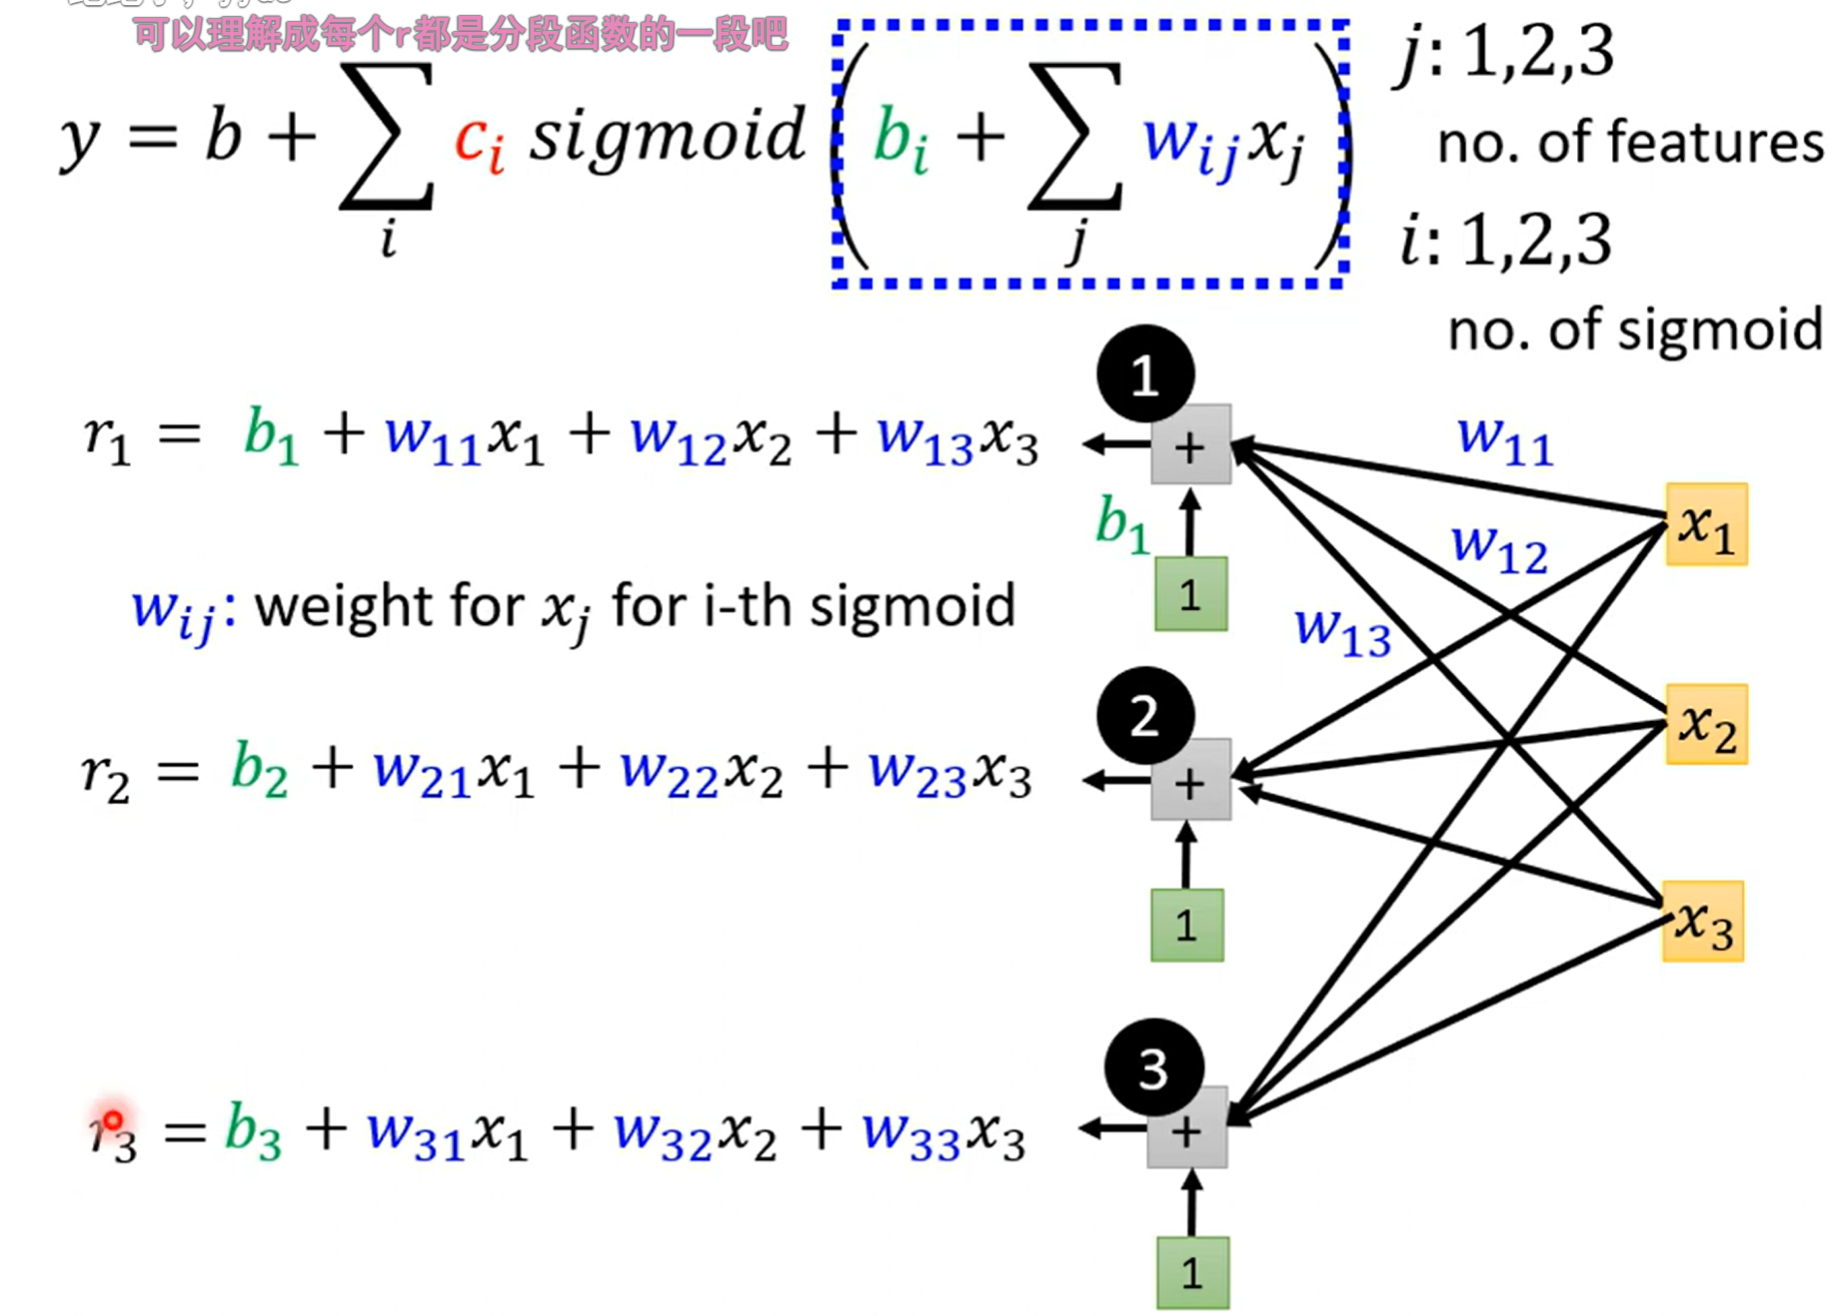 可以理解成每个r都是分段函数的一段吧
y = b + ∑_i c_i sigmoid ( b_i + ∑_j w_{ij} x_j )
j: 1,2,3
no. of features
i: 1,2,3
no. of sigmoid
r_1 = b_1 + w_{11}x_1 + w_{12}x_2 + w_{13}x_3
1
+
b_1
1
w_{11}
w_{12}
w_{13}
x_1
w_{ij}: weight for x_j for i-th sigmoid
r_2 = b_2 + w_{21}x_1 + w_{22}x_2 + w_{23}x_3
2
+
1
x_2
x_3
r_3 = b_3 + w_{31}x_1 + w_{32}x_2 + w_{33}x_3
3
+
1